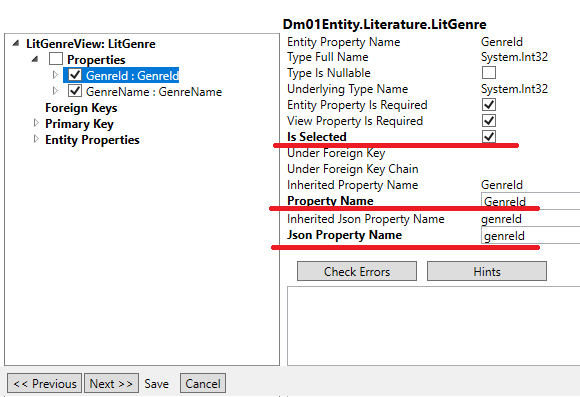 Dm01Entity.Literature.LitGenre
LitGenreView: LitGenre
Properties
GenreId : GenreId
GenreName : GenreName
Foreign Keys
Primary Key
Entity Properties
Entity Property Name GenreId
Type Full Name System.Int32
Type Is Nullable
Underlying Type Name System.Int32
Entity Property Is Required
View Property Is Required
Is Selected
Under Foreign Key
Under Foreign Key Chain
Inherited Property Name GenreId
Property Name GenreId
Inherited Json Property Name genreId
Json Property Name genreId
Check Errors Hints
<< Previous Next >> Save Cancel